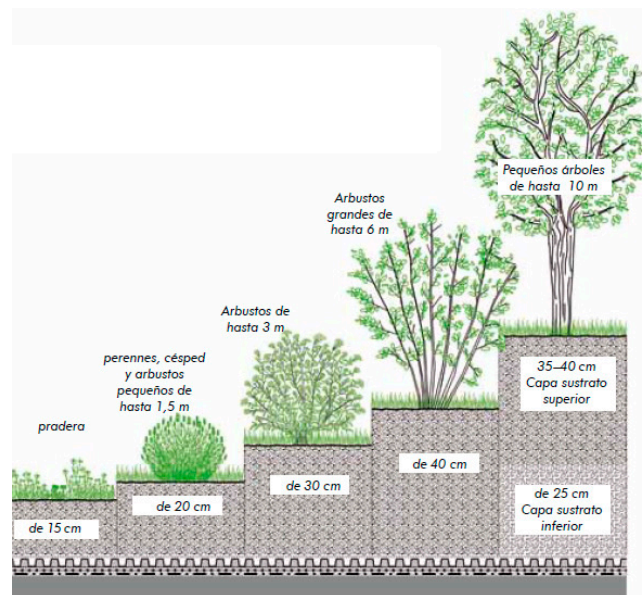 pradera
de 15 cm
perennes, césped
y arbustos
pequeños de
hasta 1,5 m
de 20 cm
Arbustos de
hasta 3 m
de 30 cm
Arbustos
grandes de
hasta 6 m
de 40 cm
Pequeños árboles
de hasta 10 m
35–40 cm
Capa sustrato
superior
de 25 cm
Capa sustrato
inferior